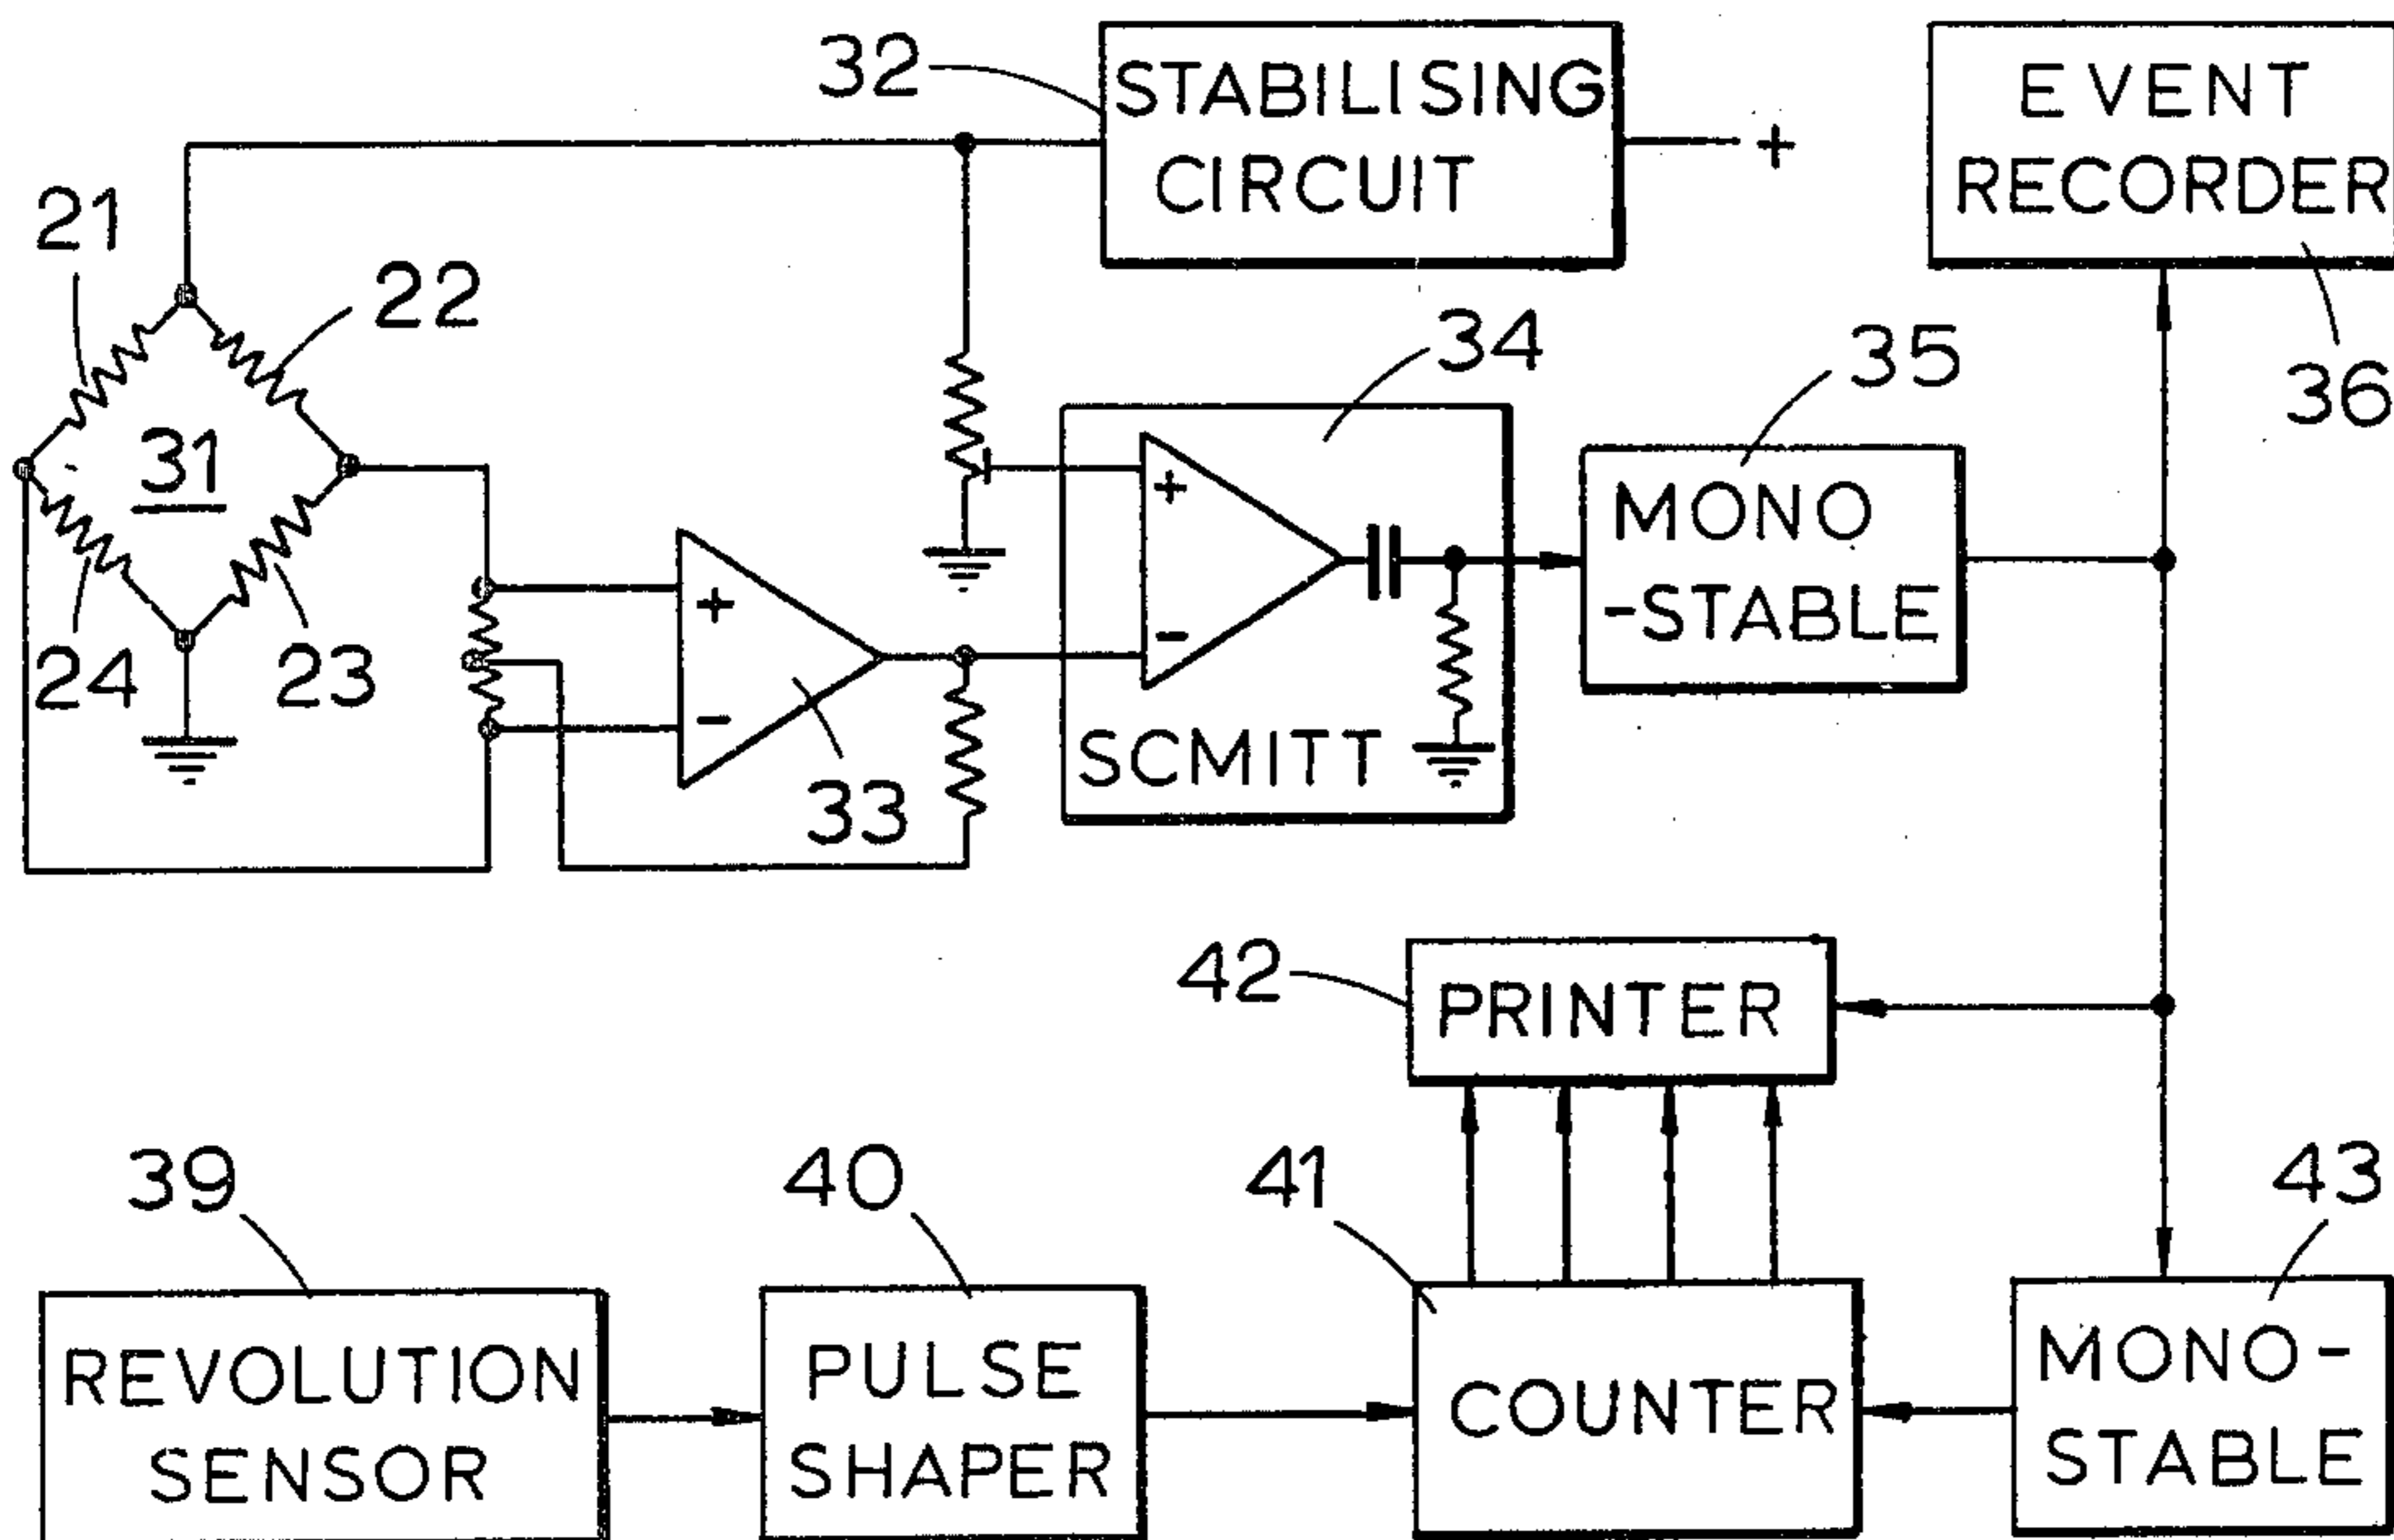 32
STABILISING
CIRCUIT
+
EVENT
RECORDER
36
21
22
31
24
23
+
-
33
34
+
-
SCMITT
35
MONO
-STABLE
42
PRINTER
39
REVOLUTION
SENSOR
40
PULSE
SHAPER
41
COUNTER
43
MONO-
STABLE